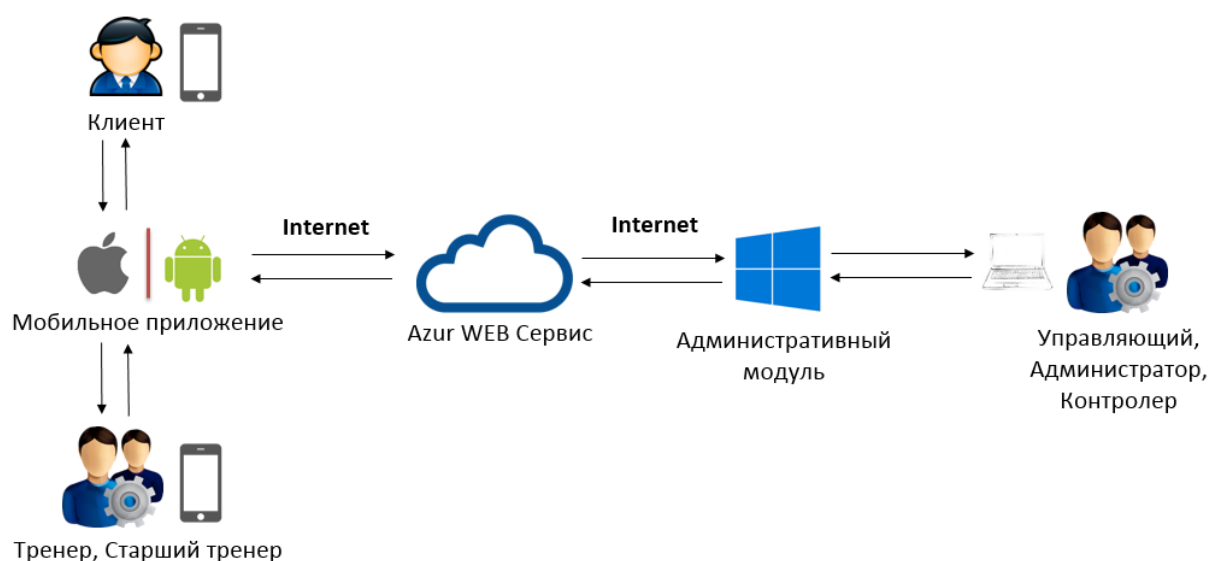 Клиент
Internet
Internet
Мобильное приложение
Azur WEB Сервис
Административный
модуль
Управляющий,
Администратор,
Контролер
Тренер, Старший тренер